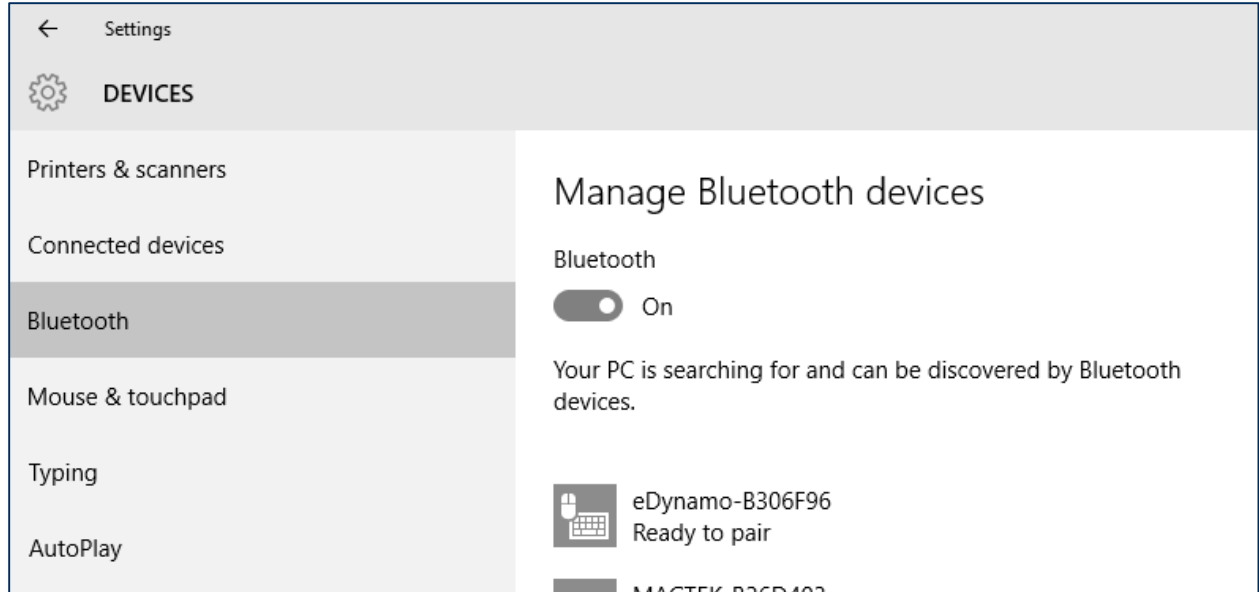 Settings
DEVICES
Printers & scanners
Connected devices
Bluetooth
Mouse & touchpad
Typing
AutoPlay
Manage Bluetooth devices
Bluetooth
On
Your PC is searching for and can be discovered by Bluetooth
devices.
eDynamo-B306F96
Ready to pair